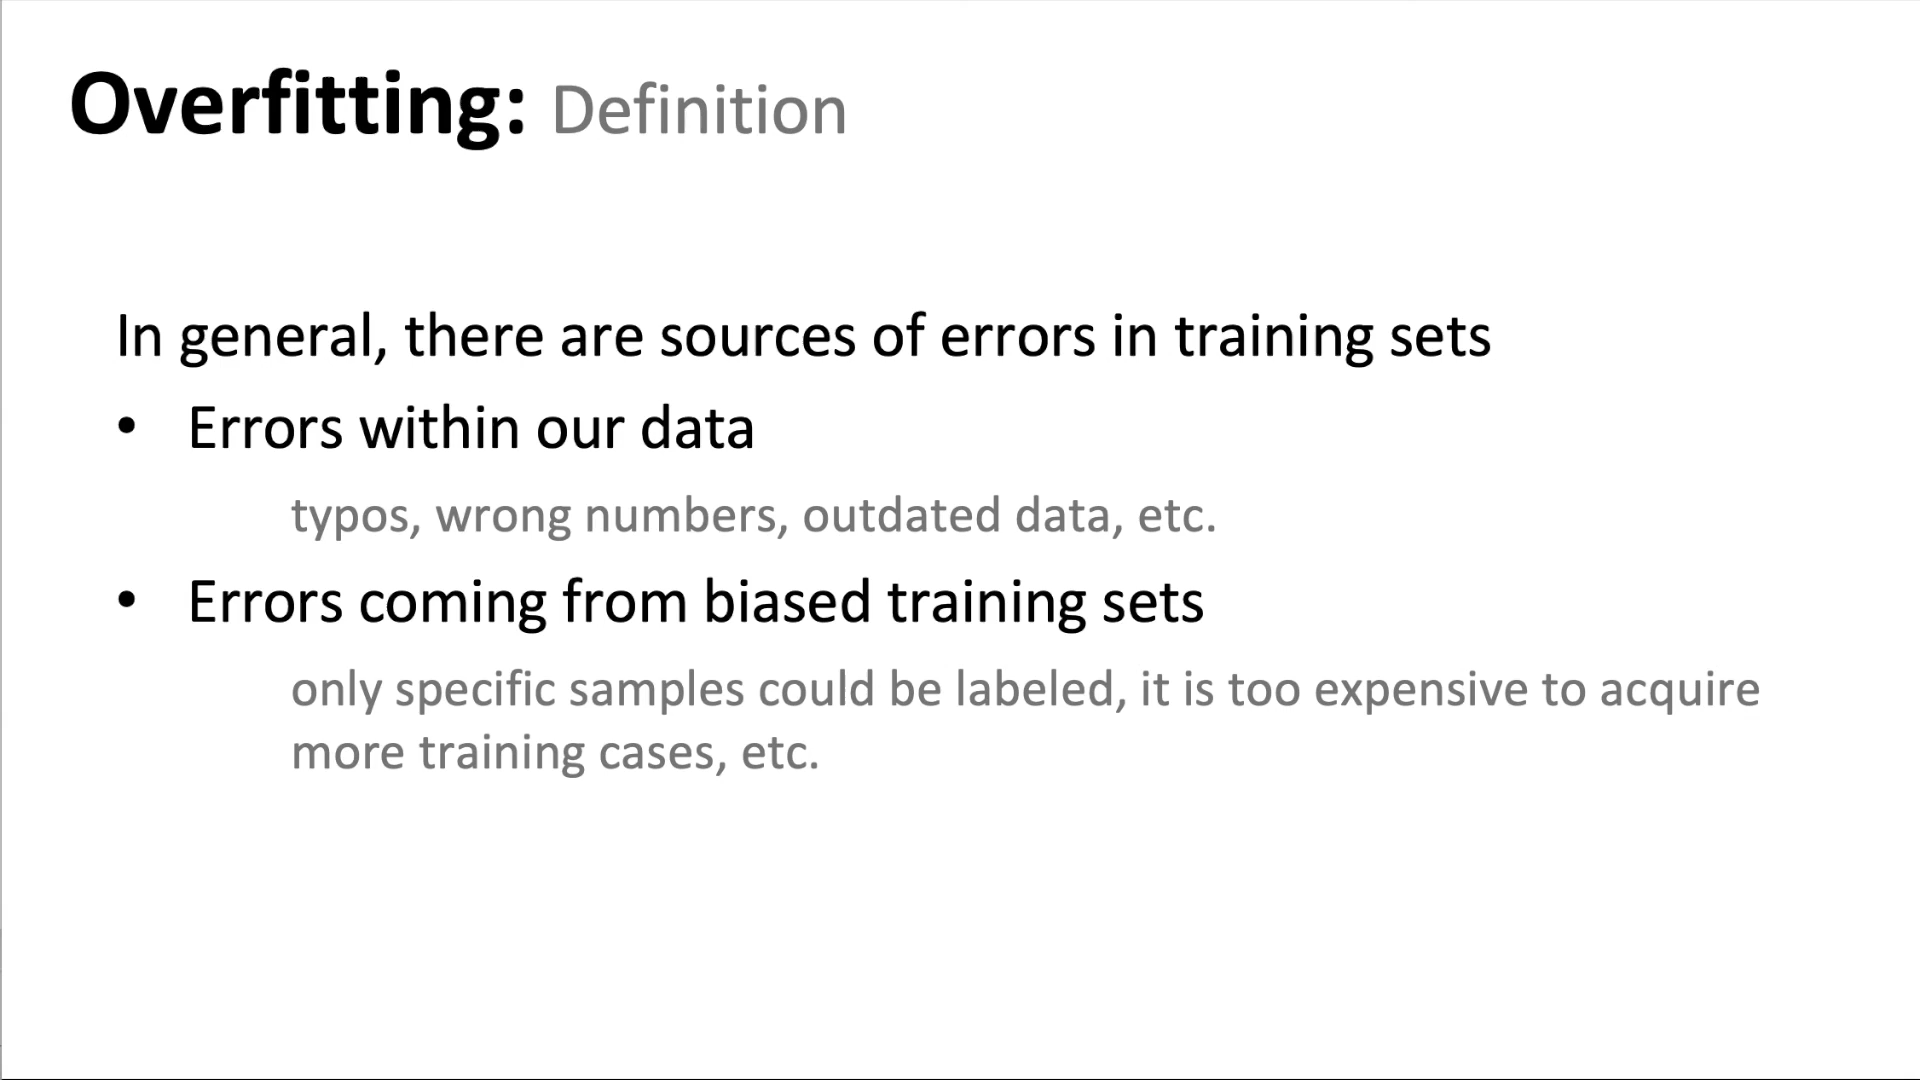 Overfitting: Definition
In general, there are sources of errors in training sets
• Errors within our data
typos, wrong numbers, outdated data, etc.
• Errors coming from biased training sets
only specific samples could be labeled, it is too expensive to acquire
more training cases, etc.